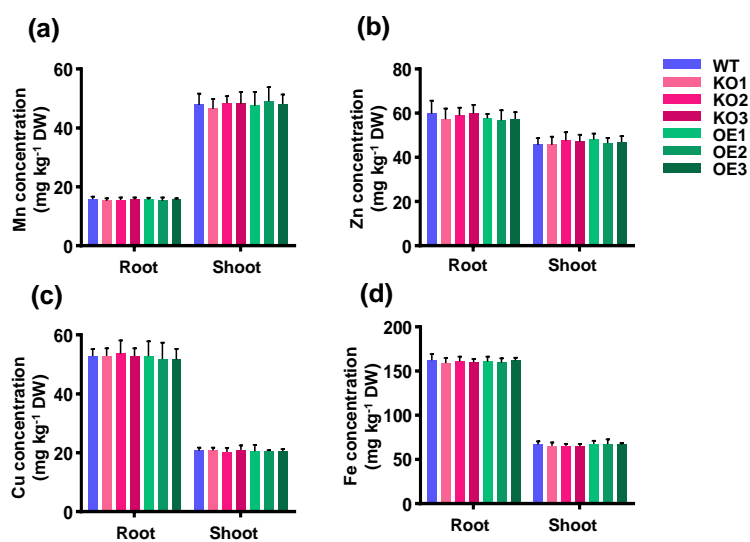 (a)
Mn concentration
(mg kg⁻¹ DW)
60
40
20
0
Root Shoot
(b)
Zn concentration
(mg kg⁻¹ DW)
80
60
40
20
0
Root Shoot
WT
KO1
KO2
KO3
OE1
OE2
OE3
(c)
Cu concentration
(mg kg⁻¹ DW)
60
40
20
0
Root Shoot
(d)
Fe concentration
(mg kg⁻¹ DW)
200
150
100
50
0
Root Shoot